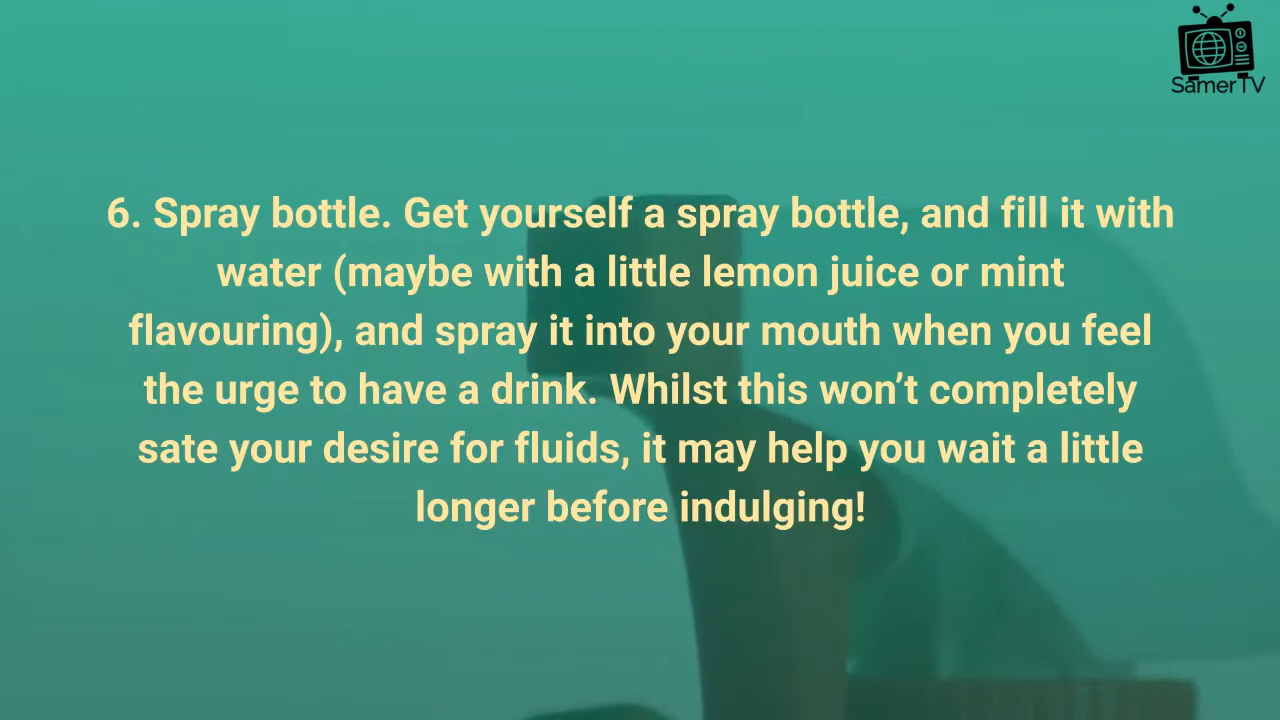 SamerTV
6. Spray bottle. Get yourself a spray bottle, and fill it with
water (maybe with a little lemon juice or mint
flavouring), and spray it into your mouth when you feel
the urge to have a drink. Whilst this won’t completely
sate your desire for fluids, it may help you wait a little
longer before indulging!